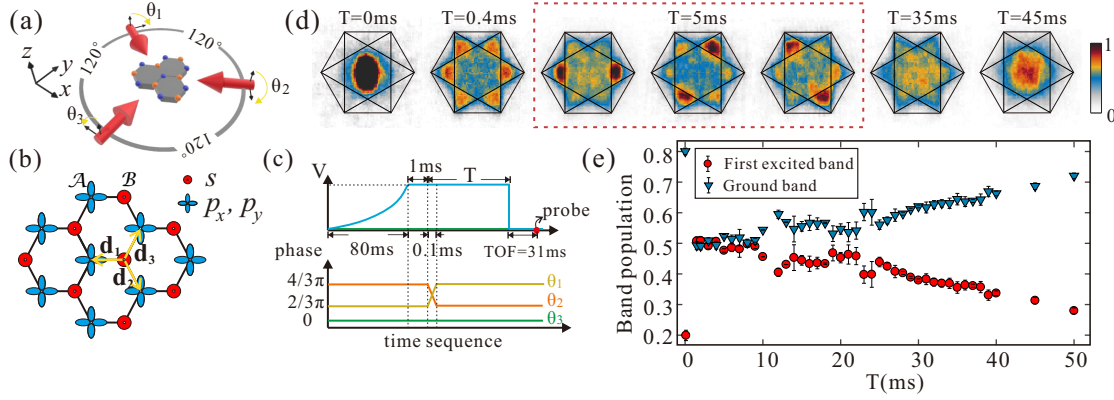 (a)
θ₁
120°
120°
z
y
x
θ₂
θ₃
120°
(b)
𝒜
ℬ
s
pₓ, p_y
d₁
d₃
d₂
(c)
V
1ms
T
probe
80ms
0.1ms
TOF=31ms
phase
4/3π
θ₁
2/3π
θ₂
0
θ₃
time sequence
(d)
T=0ms
T=0.4ms
T=5ms
T=35ms
T=45ms
1
0
(e)
0.8
0.7
0.6
0.5
0.4
0.3
0.2
Band population
First excited band
Ground band
0
10
20
30
40
50
T(ms)